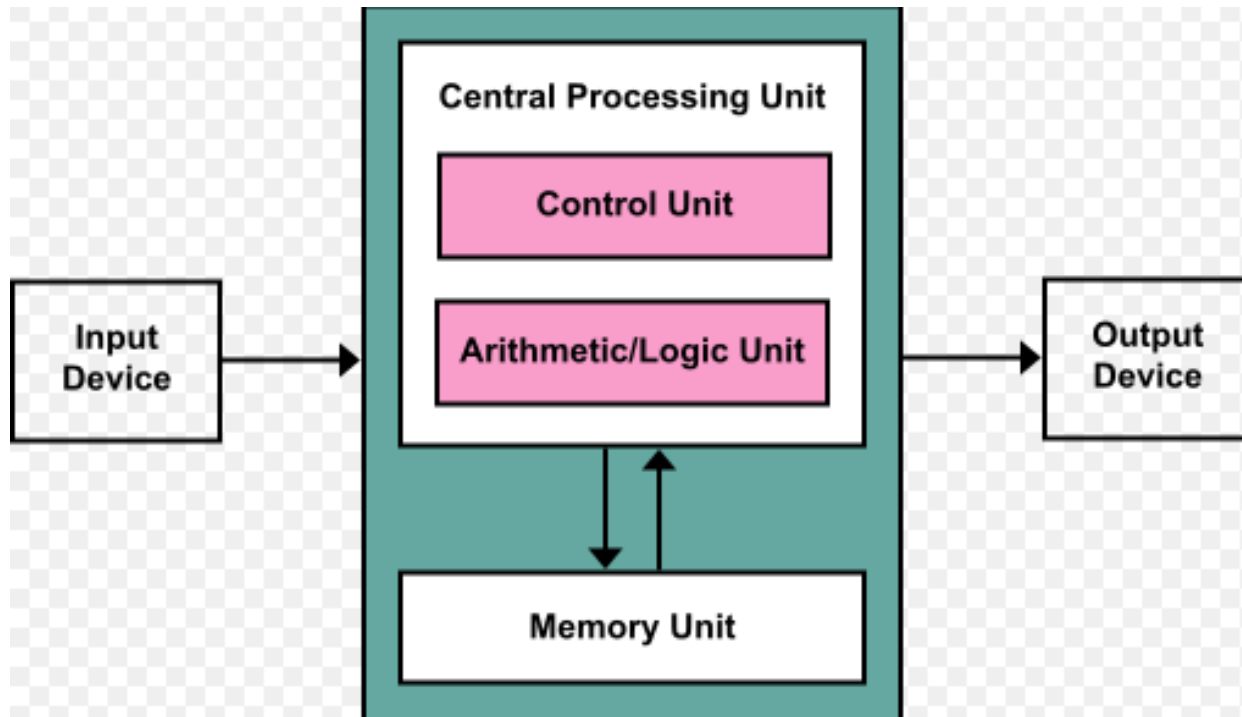 Central Processing Unit
Control Unit
Arithmetic/Logic Unit
Input
Device
Output
Device
Memory Unit